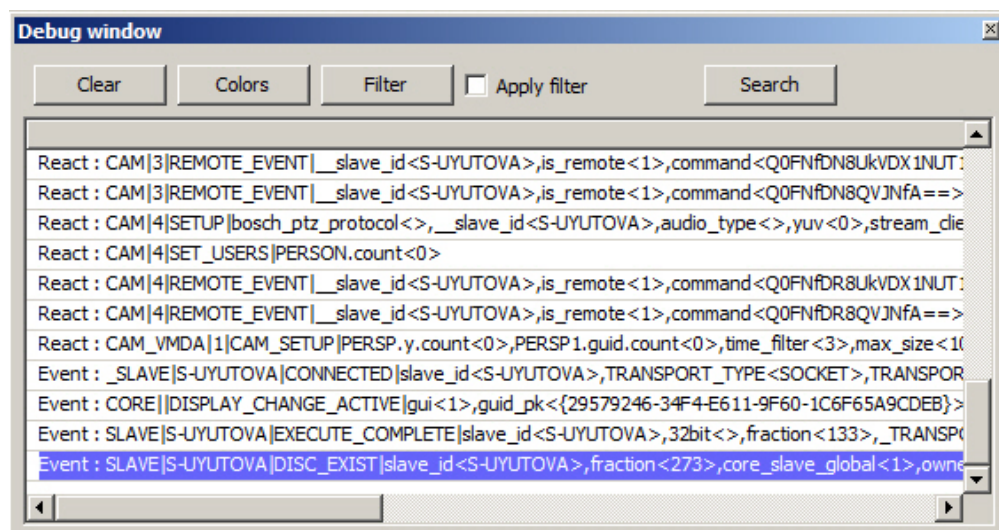 Debug window
Clear Colors Filter Apply filter Search
React : CAM|3|REMOTE_EVENT|__slave_id<S-UYUTOVA>,is_remote<1>,command<Q0FNfDN8UkVDX1NUT1
React : CAM|3|REMOTE_EVENT|__slave_id<S-UYUTOVA>,is_remote<1>,command<Q0FNfDN8QVJNfA==>
React : CAM|4|SETUP|bosch_ptz_protocol<>,__slave_id<S-UYUTOVA>,audio_type<>,yuv<0>,stream_clie
React : CAM|4|SET_USERS|PERSON.count<0>
React : CAM|4|REMOTE_EVENT|__slave_id<S-UYUTOVA>,is_remote<1>,command<Q0FNfDR8UkVDX1NUT1
React : CAM|4|REMOTE_EVENT|__slave_id<S-UYUTOVA>,is_remote<1>,command<Q0FNfDR8QVJNfA==>
React : CAM_VMDA|1|CAM_SETUP|PERSP.y.count<0>,PERSP1.guid.count<0>,time_filter<3>,max_size<10
Event : _SLAVE|S-UYUTOVA|CONNECTED|slave_id<S-UYUTOVA>,TRANSPORT_TYPE<SOCKET>,TRANSPOR
Event : CORE||DISPLAY_CHANGE_ACTIVE|gui<1>,guid_pk<{29579246-34F4-E611-9F60-1C6F65A9CDEB}>
Event : SLAVE|S-UYUTOVA|EXECUTE_COMPLETE|slave_id<S-UYUTOVA>,32bit<>,fraction<133>,_TRANSPO
Event : SLAVE|S-UYUTOVA|DISC_EXIST|slave_id<S-UYUTOVA>,fraction<273>,core_slave_global<1>,owne